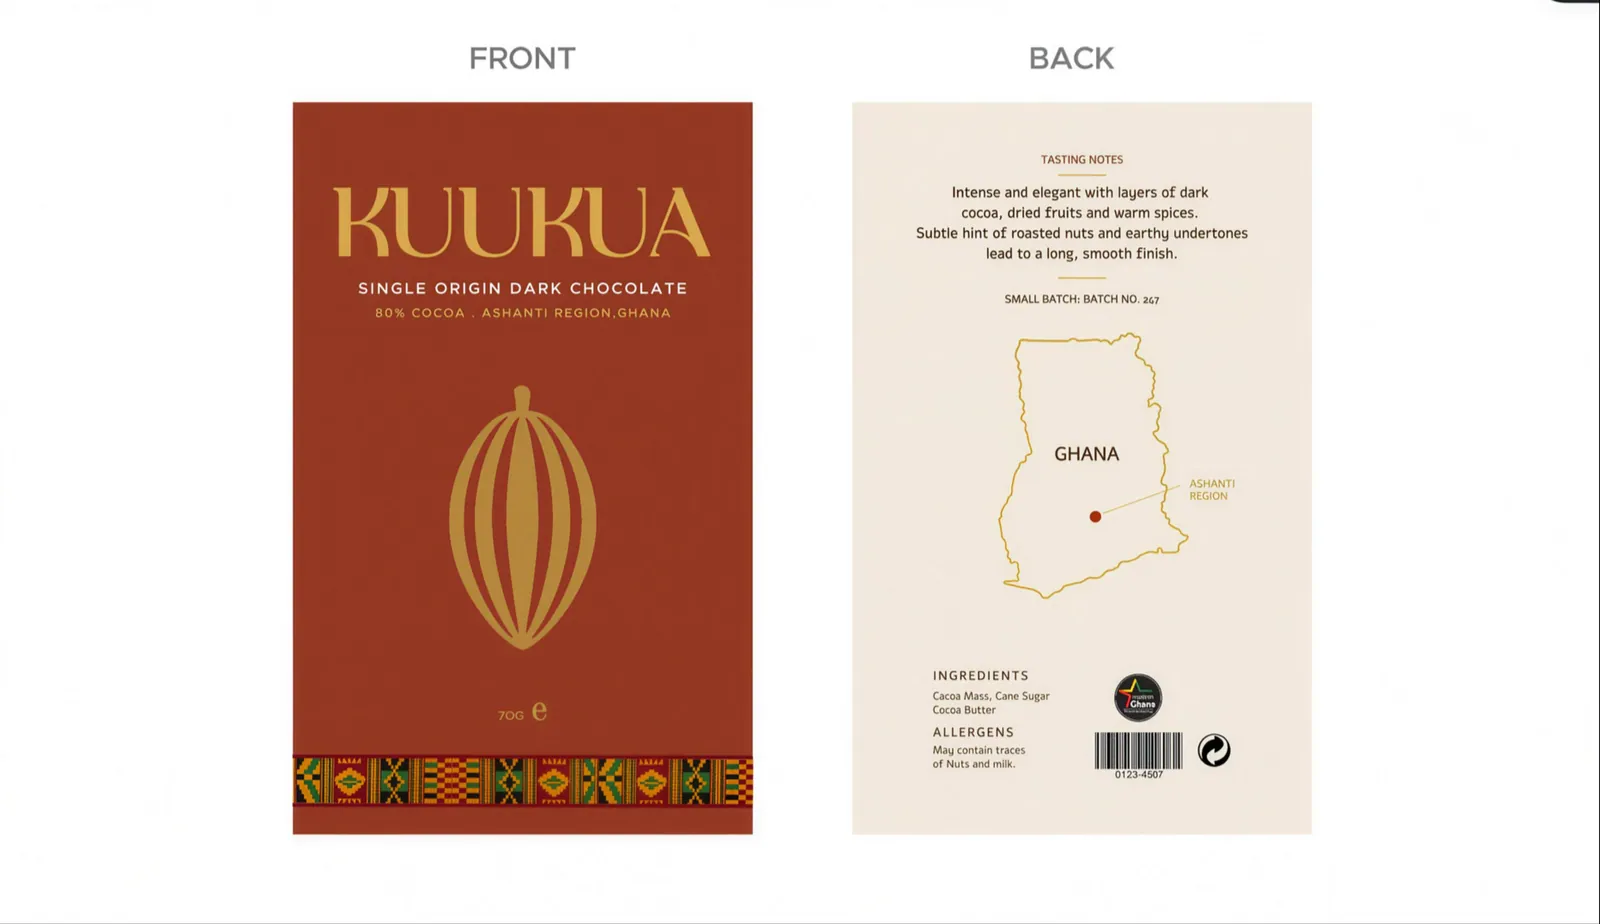 FRONT
KUUKUA
SINGLE ORIGIN DARK CHOCOLATE
80% COCOA . ASHANTI REGION,GHANA
70G e
BACK
TASTING NOTES
Intense and elegant with layers of dark
cocoa, dried fruits and warm spices.
Subtle hint of roasted nuts and earthy undertones
lead to a long, smooth finish.
SMALL BATCH: BATCH NO. 247
GHANA
ASHANTI
REGION
INGREDIENTS
Cacoa Mass, Cane Sugar
Cocoa Butter
ALLERGENS
May contain traces
of Nuts and milk.
Ghana
0123-4507